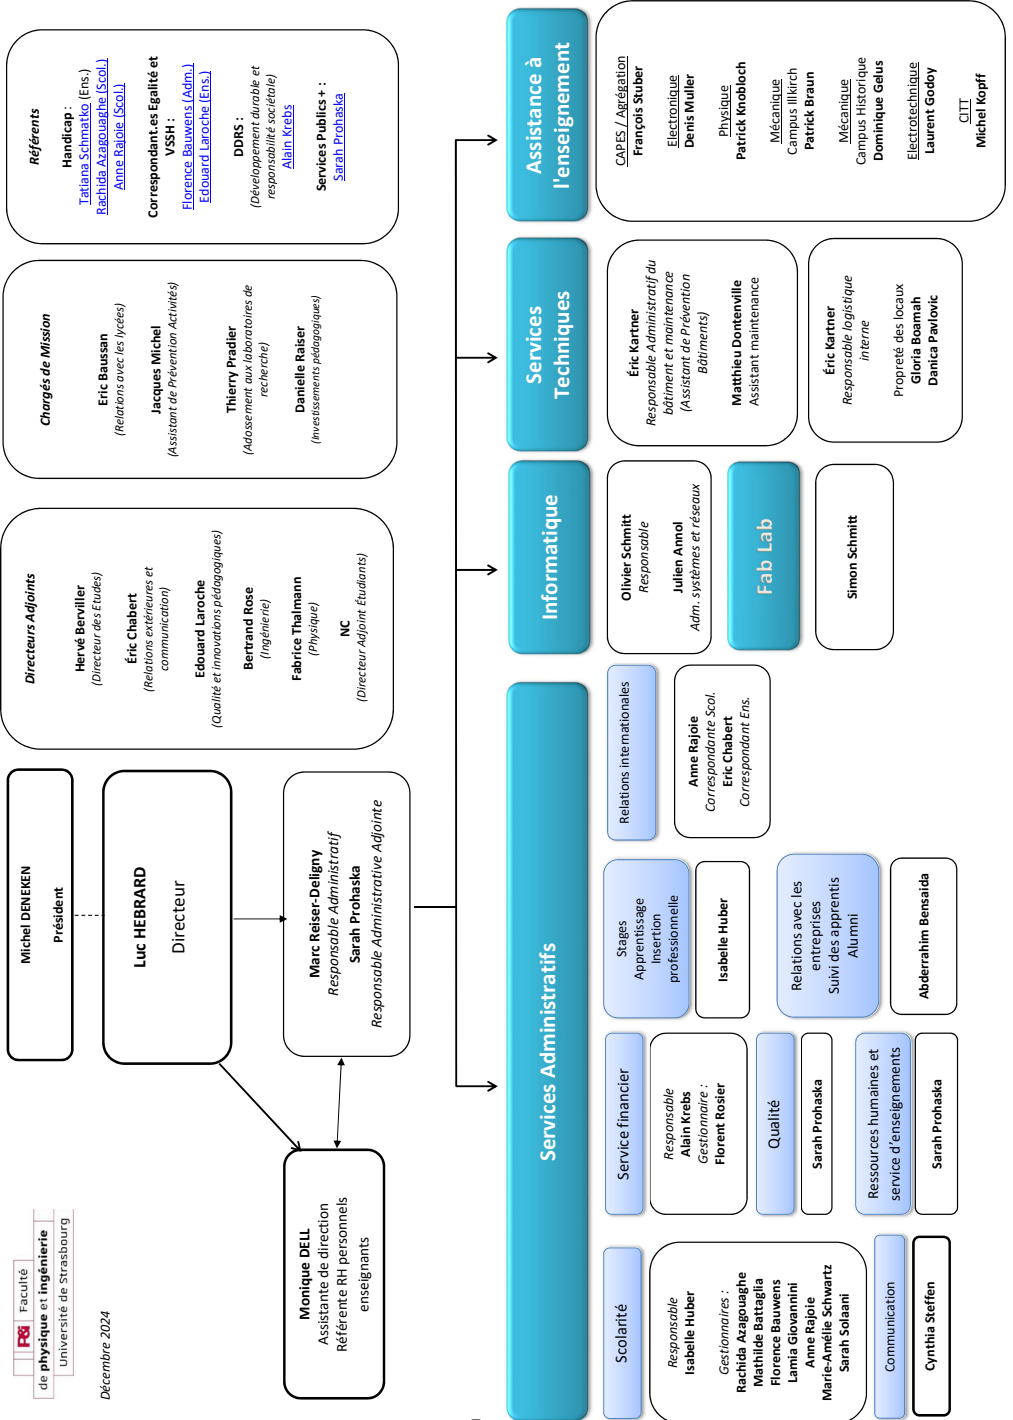 P&i Faculté
de physique et ingénierie
Université de Strasbourg
Décembre 2024
Michel DENEKEN
Président
Luc HEBRARD
Directeur
Monique DELL
Assistante de direction
Référente RH personnels
enseignants
Marc Reiser-Deligny
Responsable Administratif
Sarah Prohaska
Responsable Administrative Adjointe
Directeurs Adjoints
Hervé Berviller
(Directeur des Etudes)
Éric Chabert
(Relations extérieures et
communication)
Edouard Laroche
(Qualité et innovations pédagogiques)
Bertrand Rose
(Ingénierie)
Fabrice Thalmann
(Physique)
NC
(Directeur Adjoint Étudiants)
Chargés de Mission
Eric Baussan
(Relations avec les lycées)
Jacques Michel
(Assistant de Prévention Activités)
Thierry Pradier
(Adossement aux laboratoires de
recherche)
Danielle Raiser
(Investissements pédagogiques)
Référents
Handicap :
Tatiana Schmatko (Ens.)
Rachida Azagouaghe (Scol.)
Anne Rajoie (Scol.)
Correspondant.es Egalité et
VSSH :
Florence Bauwens (Adm.)
Edouard Laroche (Ens.)
DDRS :
(Développement durable et
responsabilité sociétale)
Alain Krebs
Services Publics + :
Sarah Prohaska
Services Administratifs
Scolarité
Responsable
Isabelle Huber
Gestionnaires :
Rachida Azagouaghe
Mathilde Battaglia
Florence Bauwens
Lamia Giovannini
Anne Rajoie
Marie-Amélie Schwartz
Sarah Solaani
Communication
Cynthia Steffen
Service financier
Responsable
Alain Krebs
Gestionnaire :
Florent Rosier
Qualité
Sarah Prohaska
Ressources humaines et
service d'enseignements
Sarah Prohaska
Stages
Apprentissage
Insertion
professionnelle
Isabelle Huber
Relations avec les
entreprises
Suivi des apprentis
Alumni
Abderrahim Bensaida
Relations internationales
Anne Rajoie
Correspondante Scol.
Eric Chabert
Correspondant Ens.
Informatique
Olivier Schmitt
Responsable
Julien Annol
Adm. systèmes et réseaux
Fab Lab
Simon Schmitt
Services
Techniques
Éric Kartner
Responsable Administratif du
bâtiment et maintenance
(Assistant de Prévention
Bâtiments)
Matthieu Dontenville
Assistant maintenance
Éric Kartner
Responsable logistique
interne
Propreté des locaux
Gloria Boamah
Danica Pavlovic
Assistance à
l'enseignement
CAPES / Agrégation
François Stuber
Electronique
Denis Muller
Physique
Patrick Knobloch
Mécanique
Campus Illkirch
Patrick Braun
Mécanique
Campus Historique
Dominique Gelus
Electrotechnique
Laurent Godoy
CITT
Michel Kopff